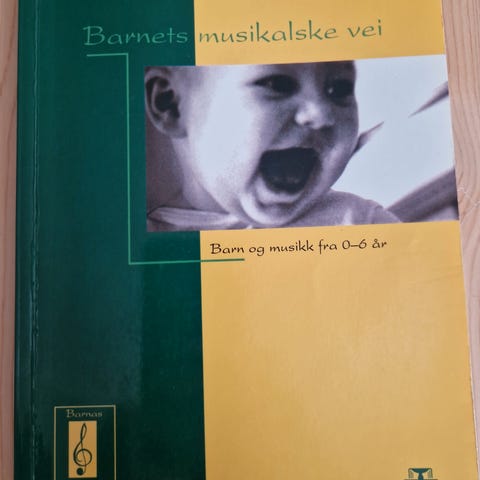 Barnets musikalske vei
Barn og musikk fra 0–6 år
Barnas